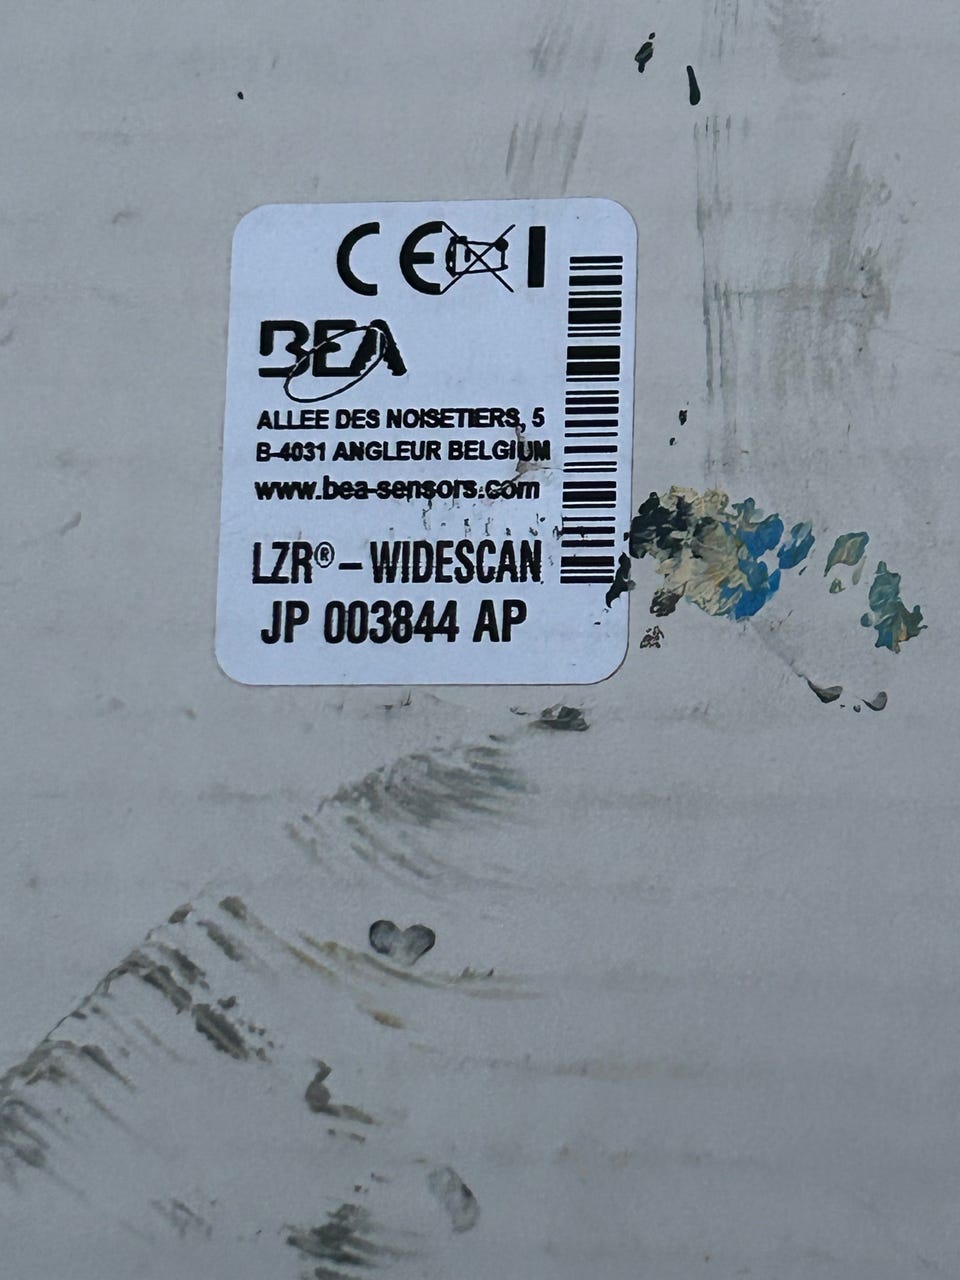 CE
BEA
ALLEE DES NOISETIERS, 5
B-4031 ANGLEUR BELGIUM
www.bea-sensors.com
LZR® – WIDESCAN
JP 003844 AP